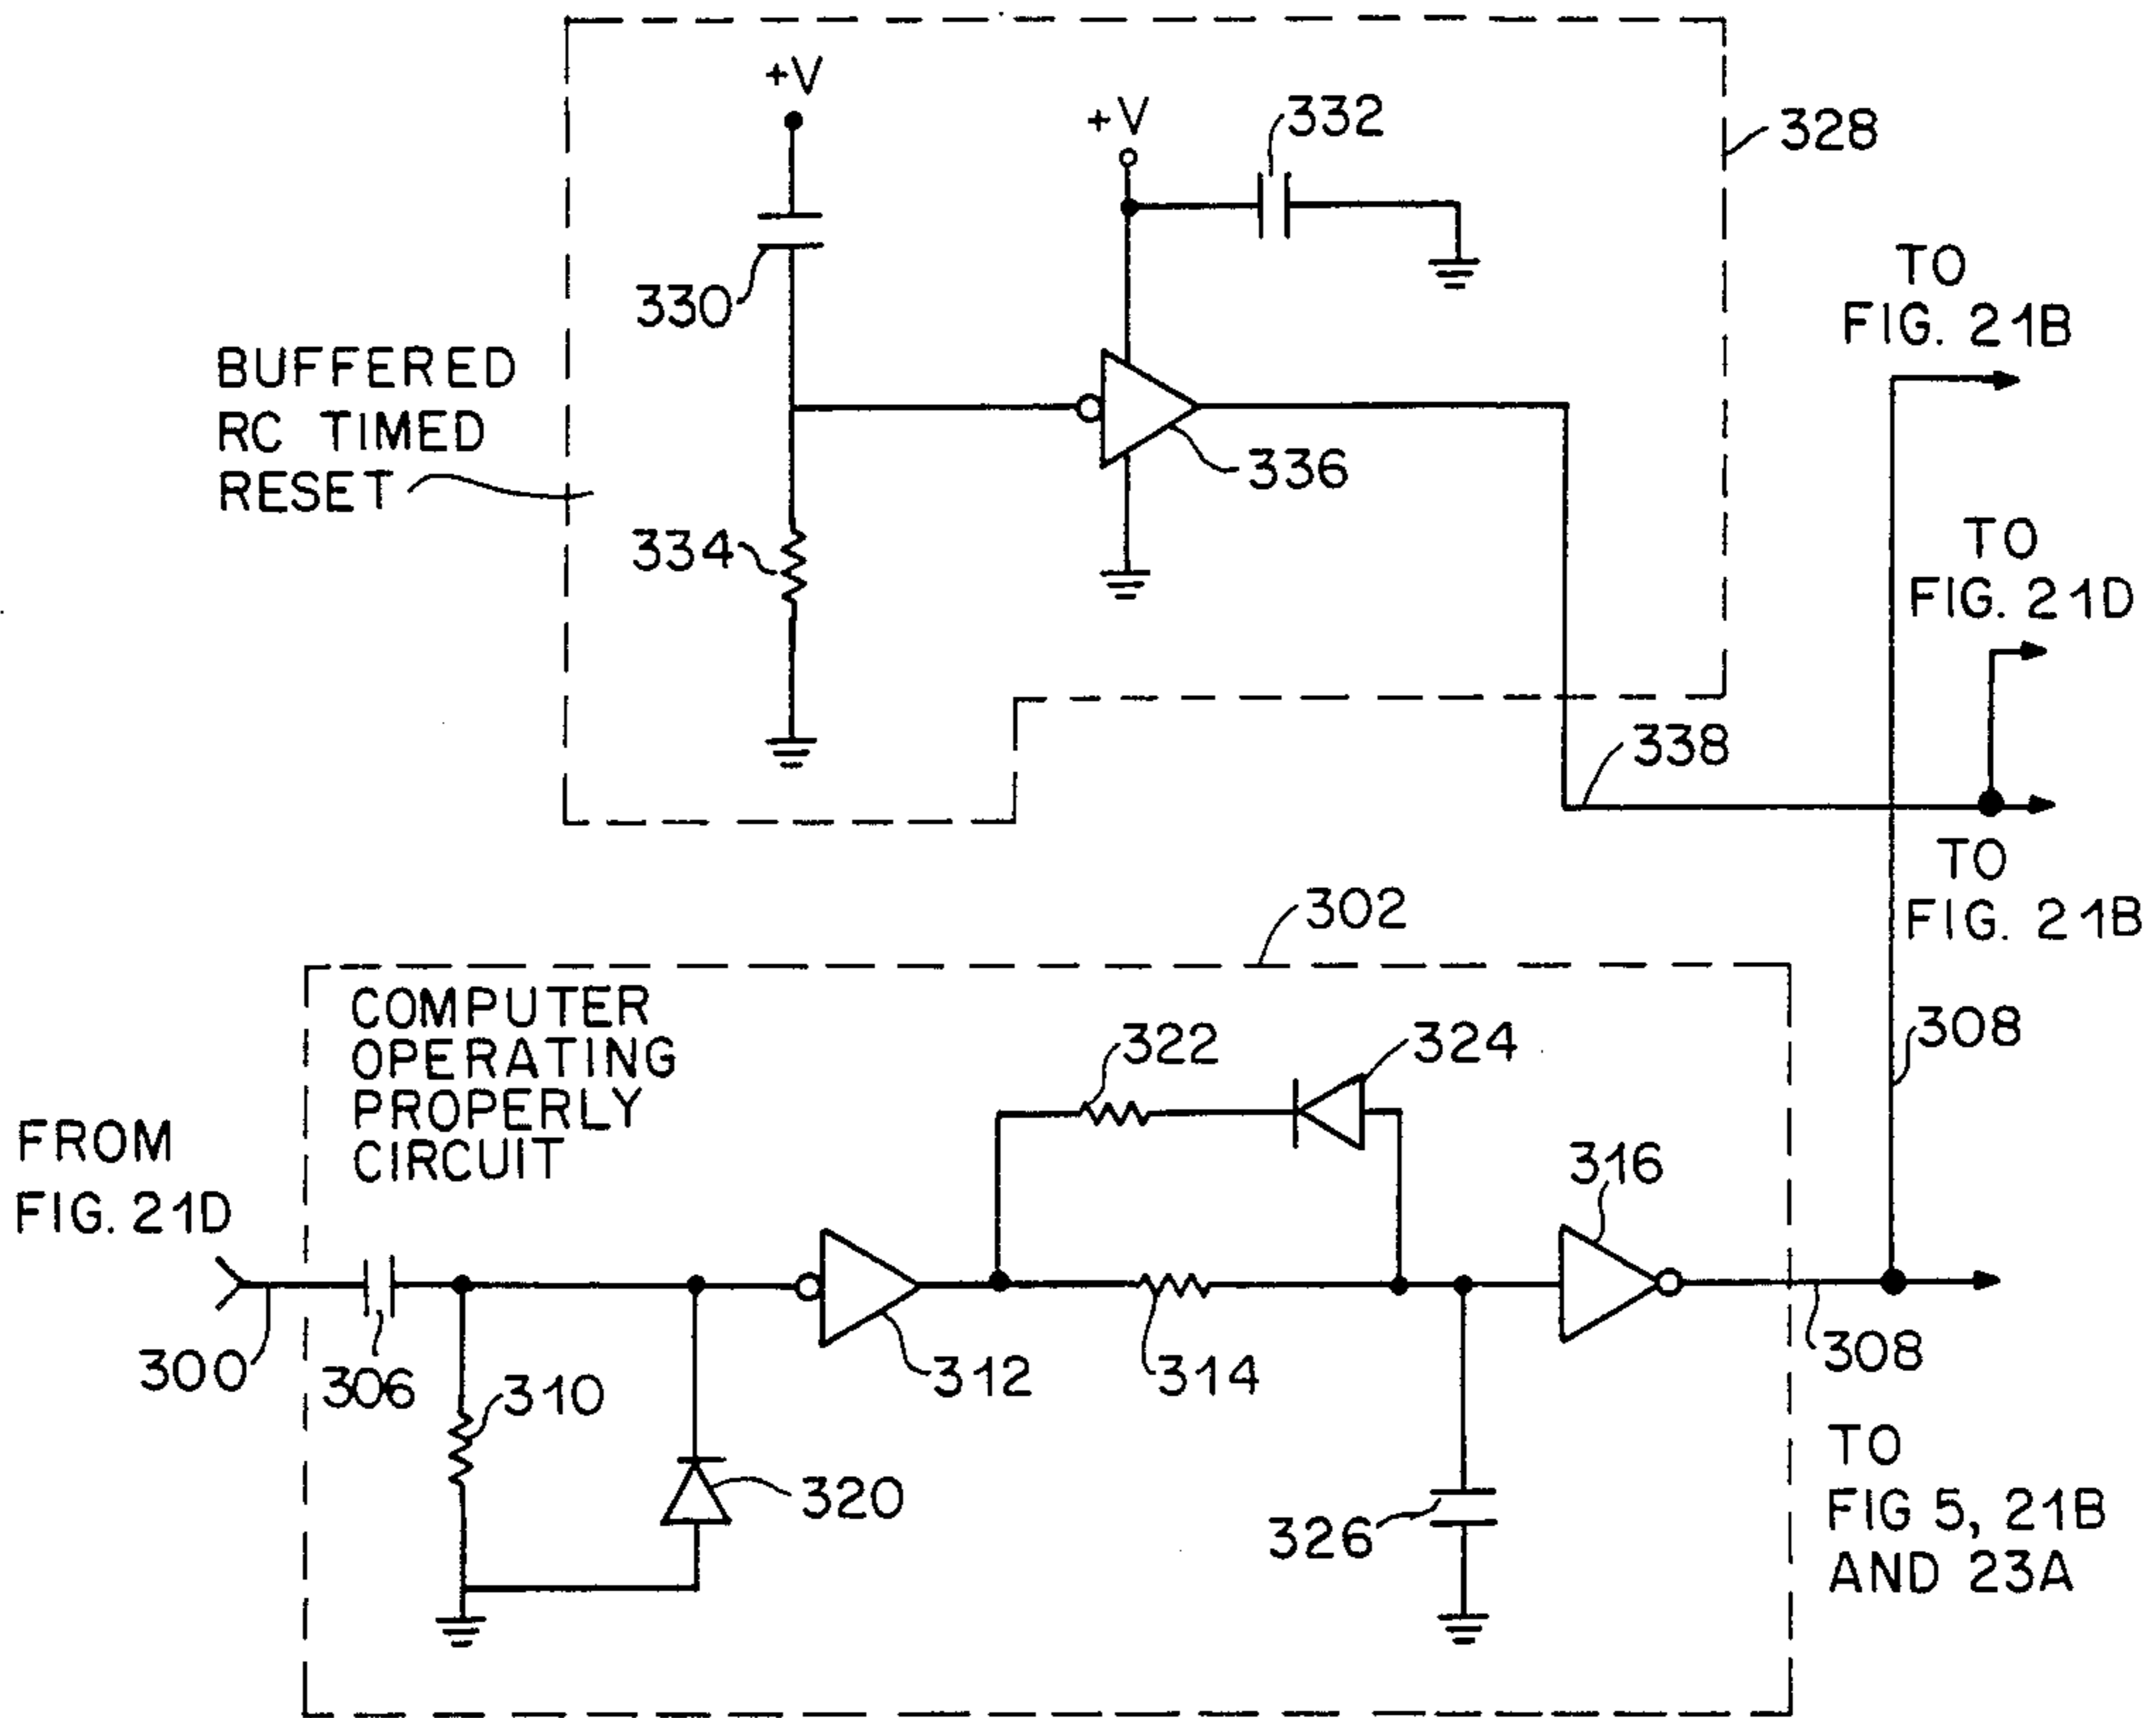 +V
+V
332
328
330
TO
FIG. 21B
BUFFERED
RC TIMED
RESET
336
334
TO
FIG. 21D
338
TO
FIG. 21B
302
COMPUTER
OPERATING
PROPERLY
CIRCUIT
322
324
308
FROM
FIG. 21D
316
300
306
310
312
314
308
320
326
TO
FIG 5, 21B
AND 23A